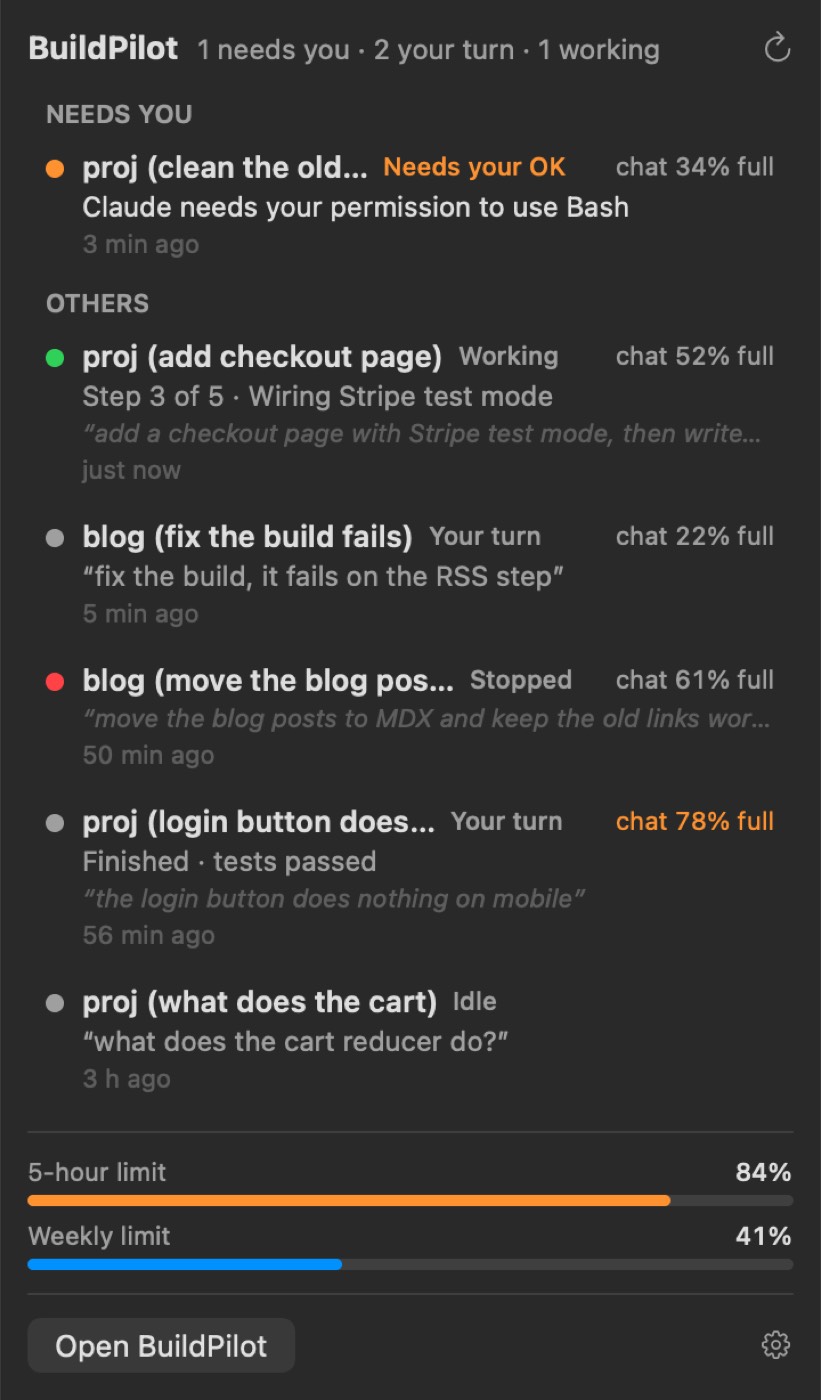 BuildPilot 1 needs you · 2 your turn · 1 working
NEEDS YOU
proj (clean the old... Needs your OK chat 34% full
Claude needs your permission to use Bash
3 min ago
OTHERS
proj (add checkout page) Working chat 52% full
Step 3 of 5 · Wiring Stripe test mode
“add a checkout page with Stripe test mode, then write...
just now
blog (fix the build fails) Your turn chat 22% full
“fix the build, it fails on the RSS step”
5 min ago
blog (move the blog pos... Stopped chat 61% full
“move the blog posts to MDX and keep the old links wor...
50 min ago
proj (login button does... Your turn chat 78% full
Finished · tests passed
“the login button does nothing on mobile”
56 min ago
proj (what does the cart) Idle
“what does the cart reducer do?”
3 h ago
5-hour limit 84%
Weekly limit 41%
Open BuildPilot